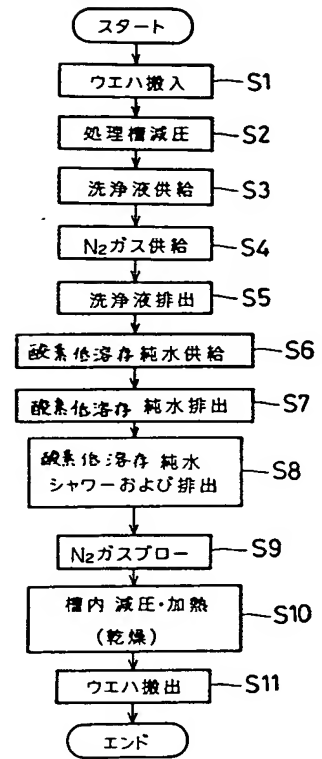 スタート
ウエハ搬入 S1
処理槽減圧 S2
洗浄液供給 S3
N₂ガス供給 S4
洗浄液排出 S5
酸素低溶存純水供給 S6
酸素低溶存 純水排出 S7
酸素低溶存 純水
シャワーおよび排出 S8
N₂ガスブロー S9
槽内 減圧・加熱
(乾燥) S10
ウエハ搬出 S11
エンド